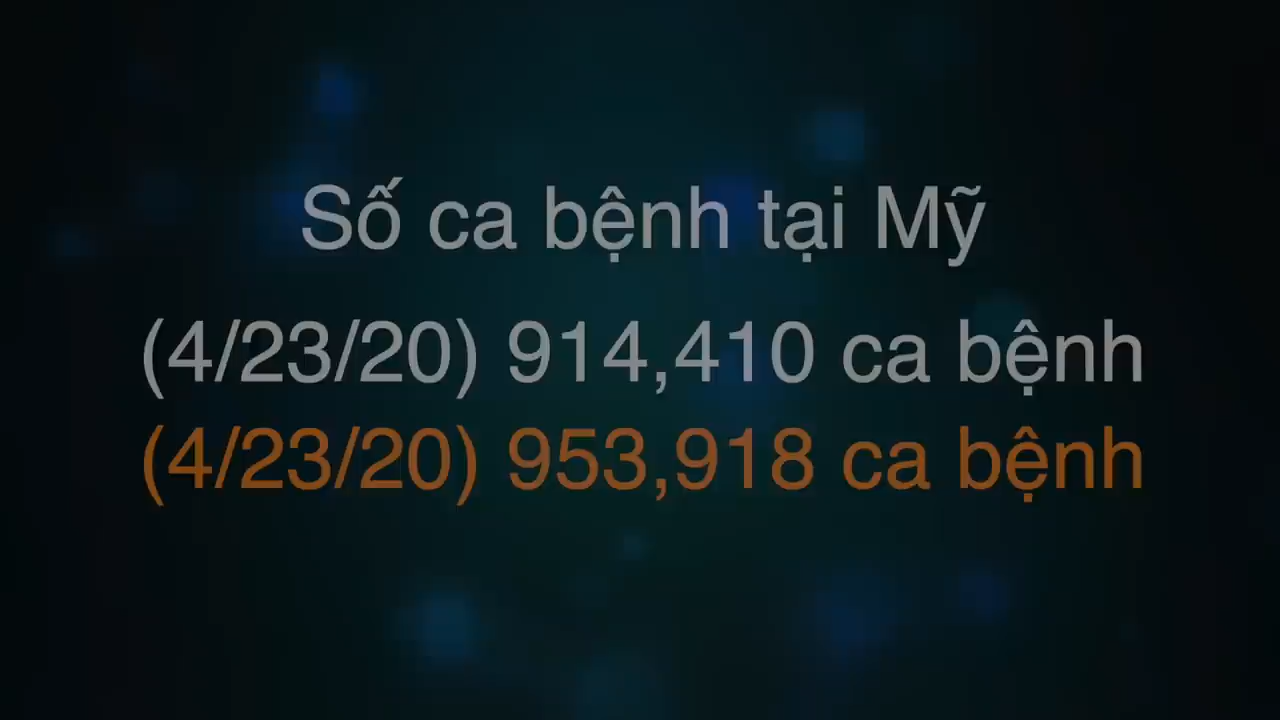 Số ca bệnh tại Mỹ
(4/23/20) 914,410 ca bệnh
(4/23/20) 953,918 ca bệnh